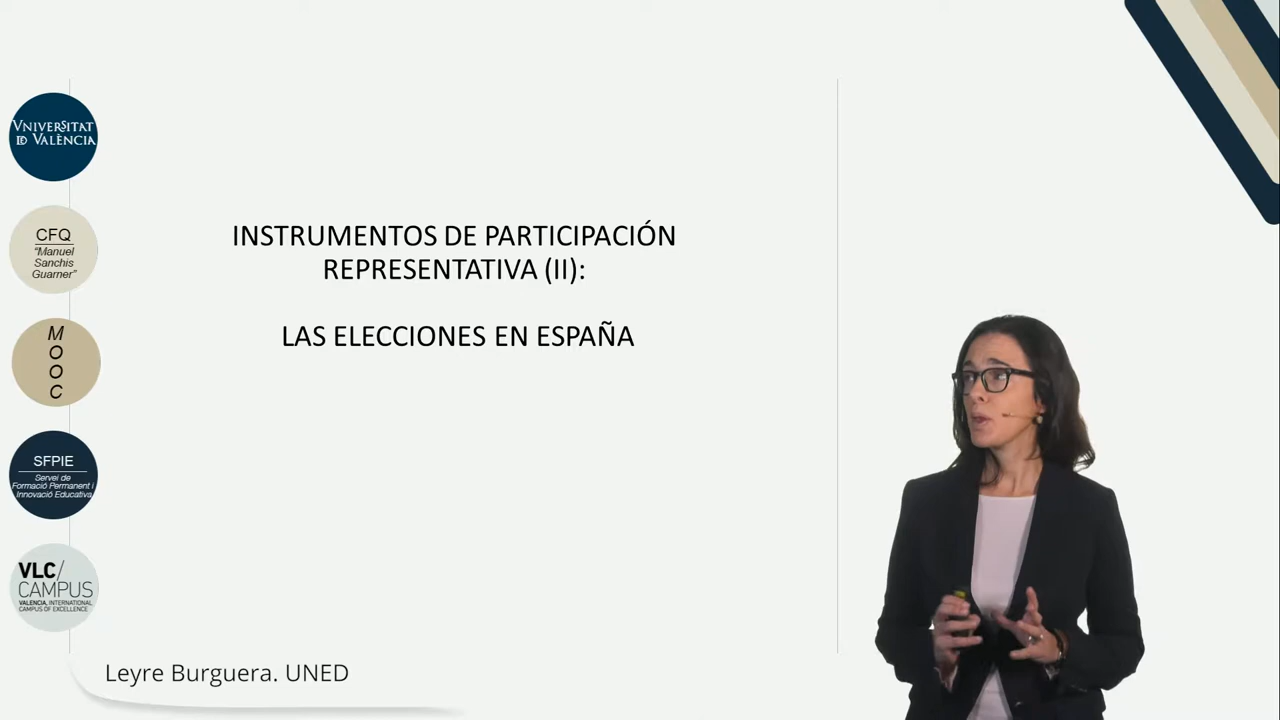 VNIVERSITAT
DE VALÈNCIA
CFQ
"Manuel
Sanchis
Guarner"
M
O
O
C
SFPIE
Servei de
Formació Permanent i
Innovació Educativa
VLC/
CAMPUS
VALENCIA, INTERNATIONAL
CAMPUS OF EXCELLENCE
INSTRUMENTOS DE PARTICIPACIÓN
REPRESENTATIVA (II):
LAS ELECCIONES EN ESPAÑA
Leyre Burguera. UNED